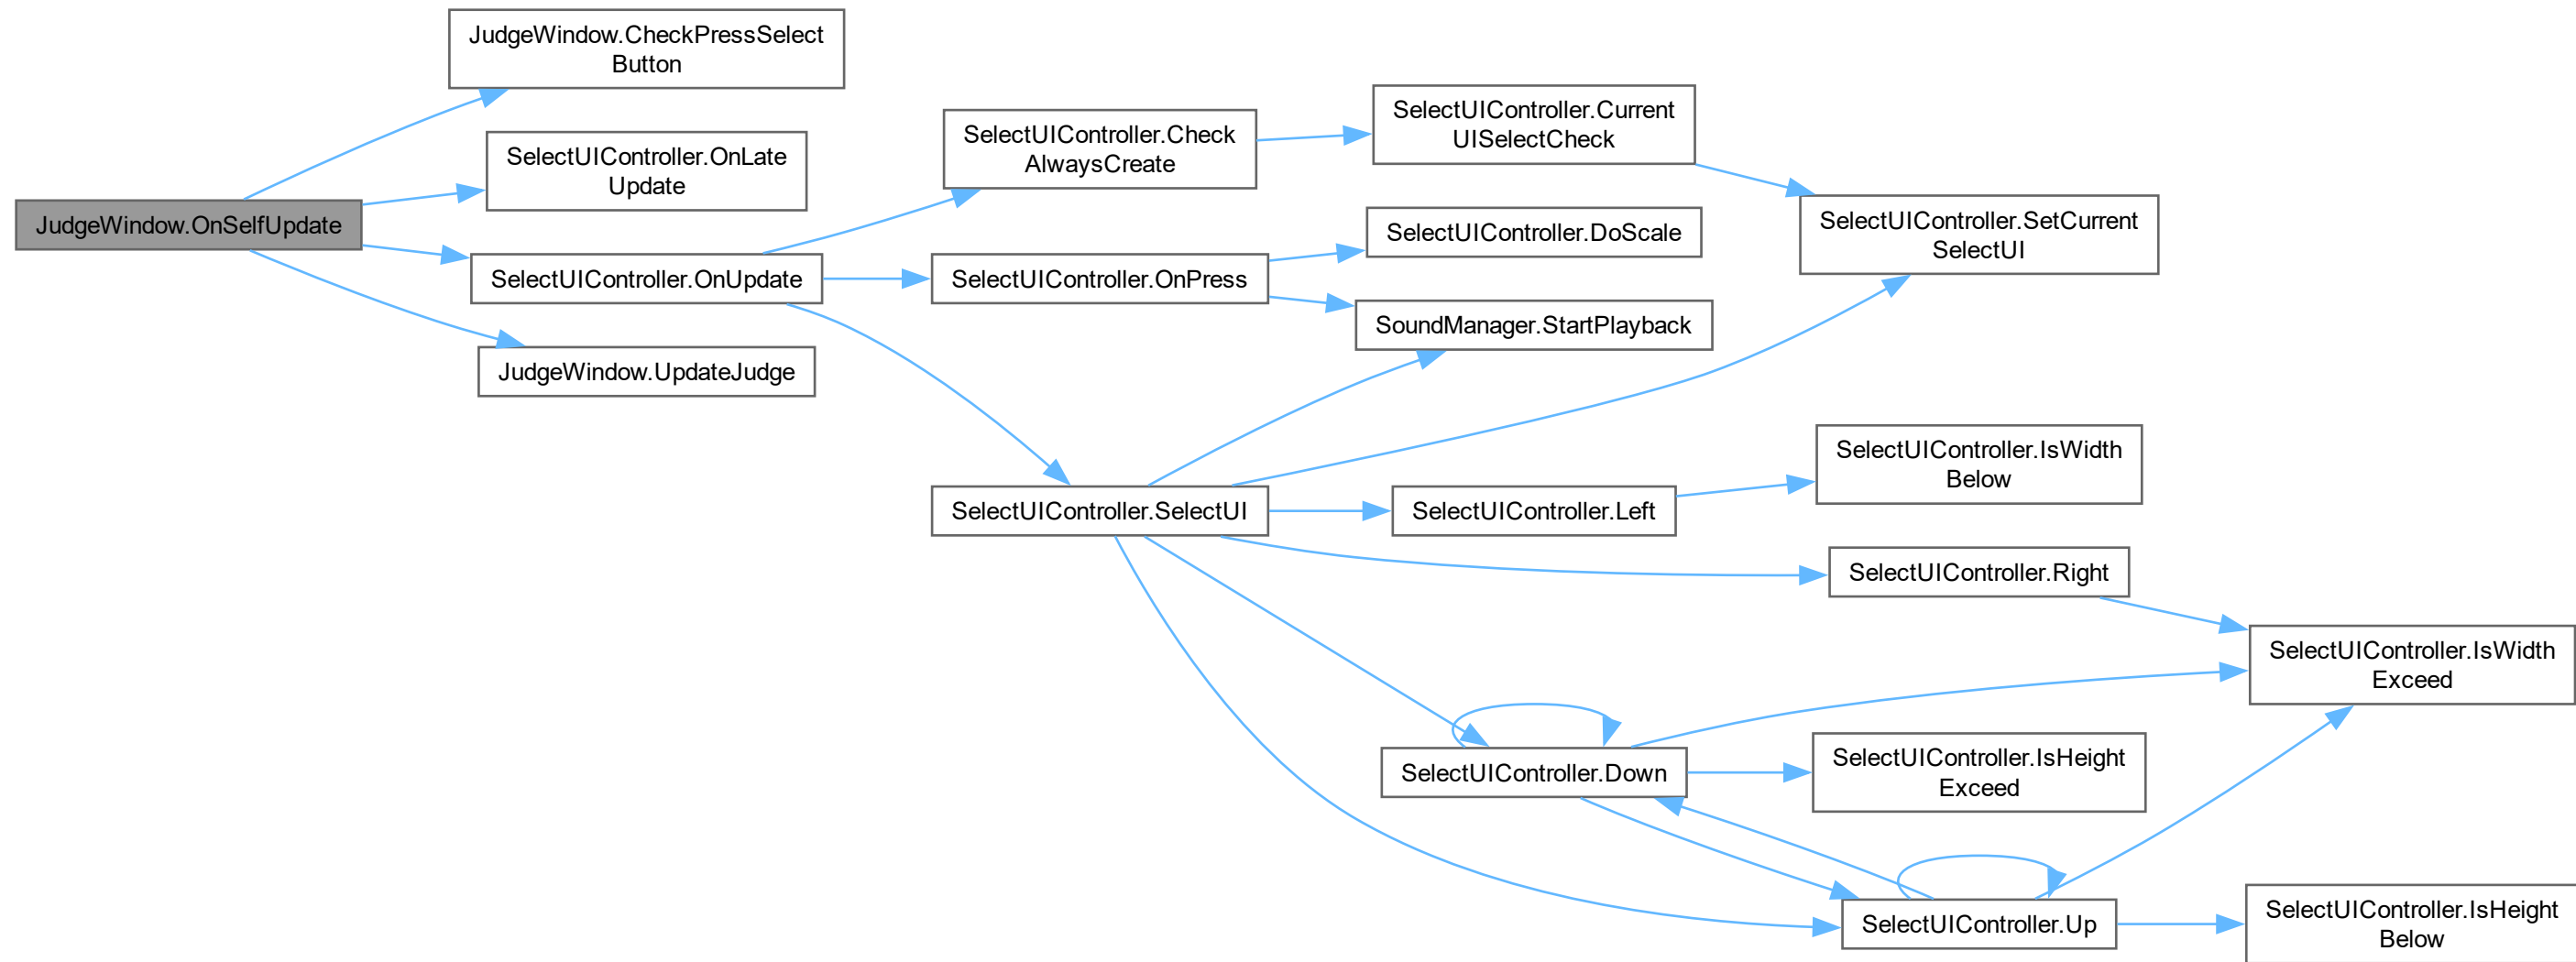 JudgeWindow.OnSelfUpdate
JudgeWindow.CheckPressSelect
Button
SelectUIController.OnLate
Update
SelectUIController.OnUpdate
JudgeWindow.UpdateJudge
SelectUIController.Check
AlwaysCreate
SelectUIController.OnPress
SelectUIController.SelectUI
SelectUIController.Current
UISelectCheck
SelectUIController.DoScale
SoundManager.StartPlayback
SelectUIController.Left
SelectUIController.Down
SelectUIController.SetCurrent
SelectUI
SelectUIController.IsWidth
Below
SelectUIController.Right
SelectUIController.IsHeight
Exceed
SelectUIController.Up
SelectUIController.IsWidth
Exceed
SelectUIController.IsHeight
Below